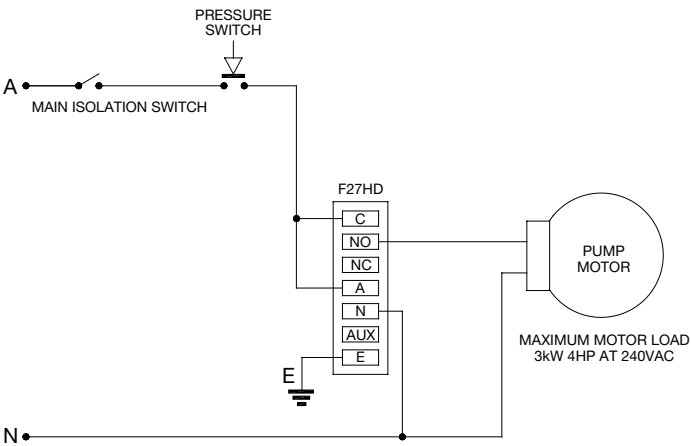 PRESSURE
SWITCH
A
MAIN ISOLATION SWITCH
F27HD
C
NO
NC
A
N
AUX
E
PUMP
MOTOR
MAXIMUM MOTOR LOAD
3kW 4HP AT 240VAC
E
N